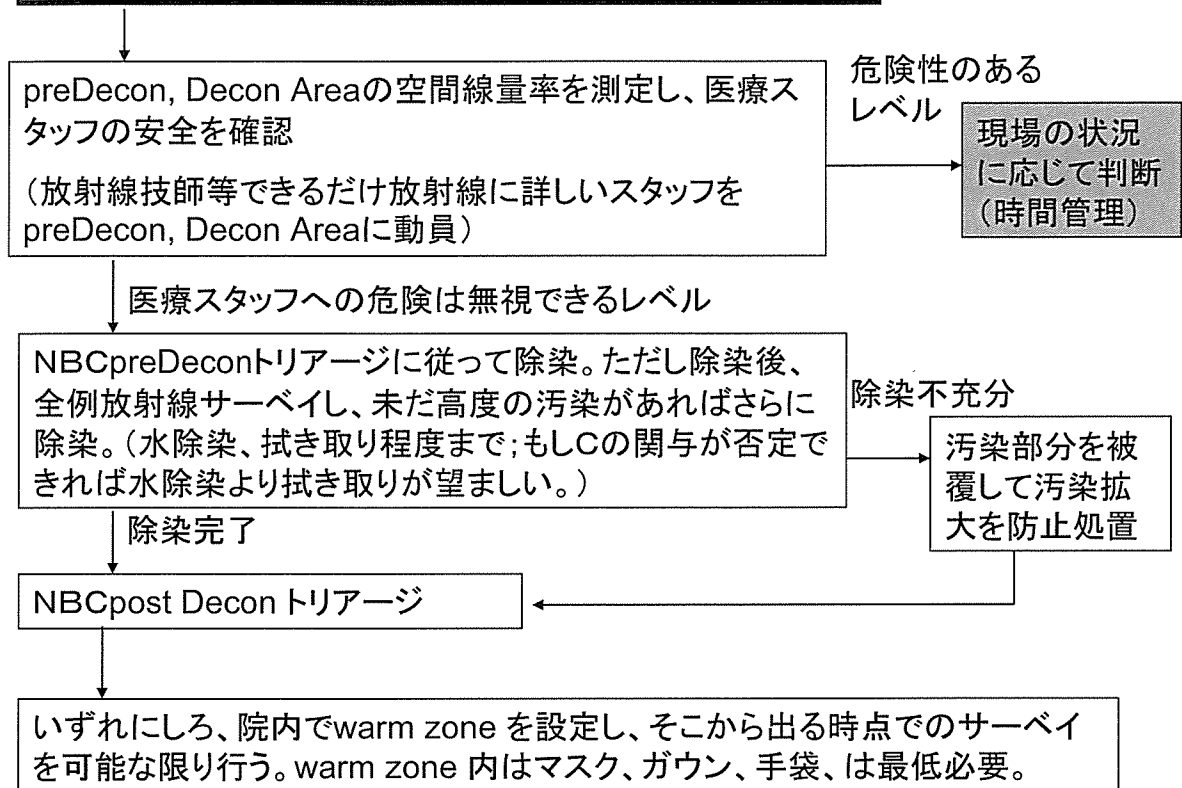 preDecon, Decon Areaの空間線量率を測定し、医療ス
タッフの安全を確認
（放射線技師等できるだけ放射線に詳しいスタッフを
preDecon, Decon Areaに動員）
危険性のある
レベル
現場の状況
に応じて判断
（時間管理）
医療スタッフへの危険は無視できるレベル
NBCpreDeconトリアージに従って除染。ただし除染後、
全例放射線サーベイし、未だ高度の汚染があればさらに
除染。（水除染、拭き取り程度まで；もしCの関与が否定で
きれば水除染より拭き取りが望ましい。）
除染不充分
汚染部分を被
覆して汚染拡
大を防止処置
除染完了
NBCpost Decon トリアージ
いずれにしろ、院内でwarm zone を設定し、そこから出る時点でのサーベイ
を可能な限り行う。warm zone 内はマスク、ガウン、手袋、は最低必要。